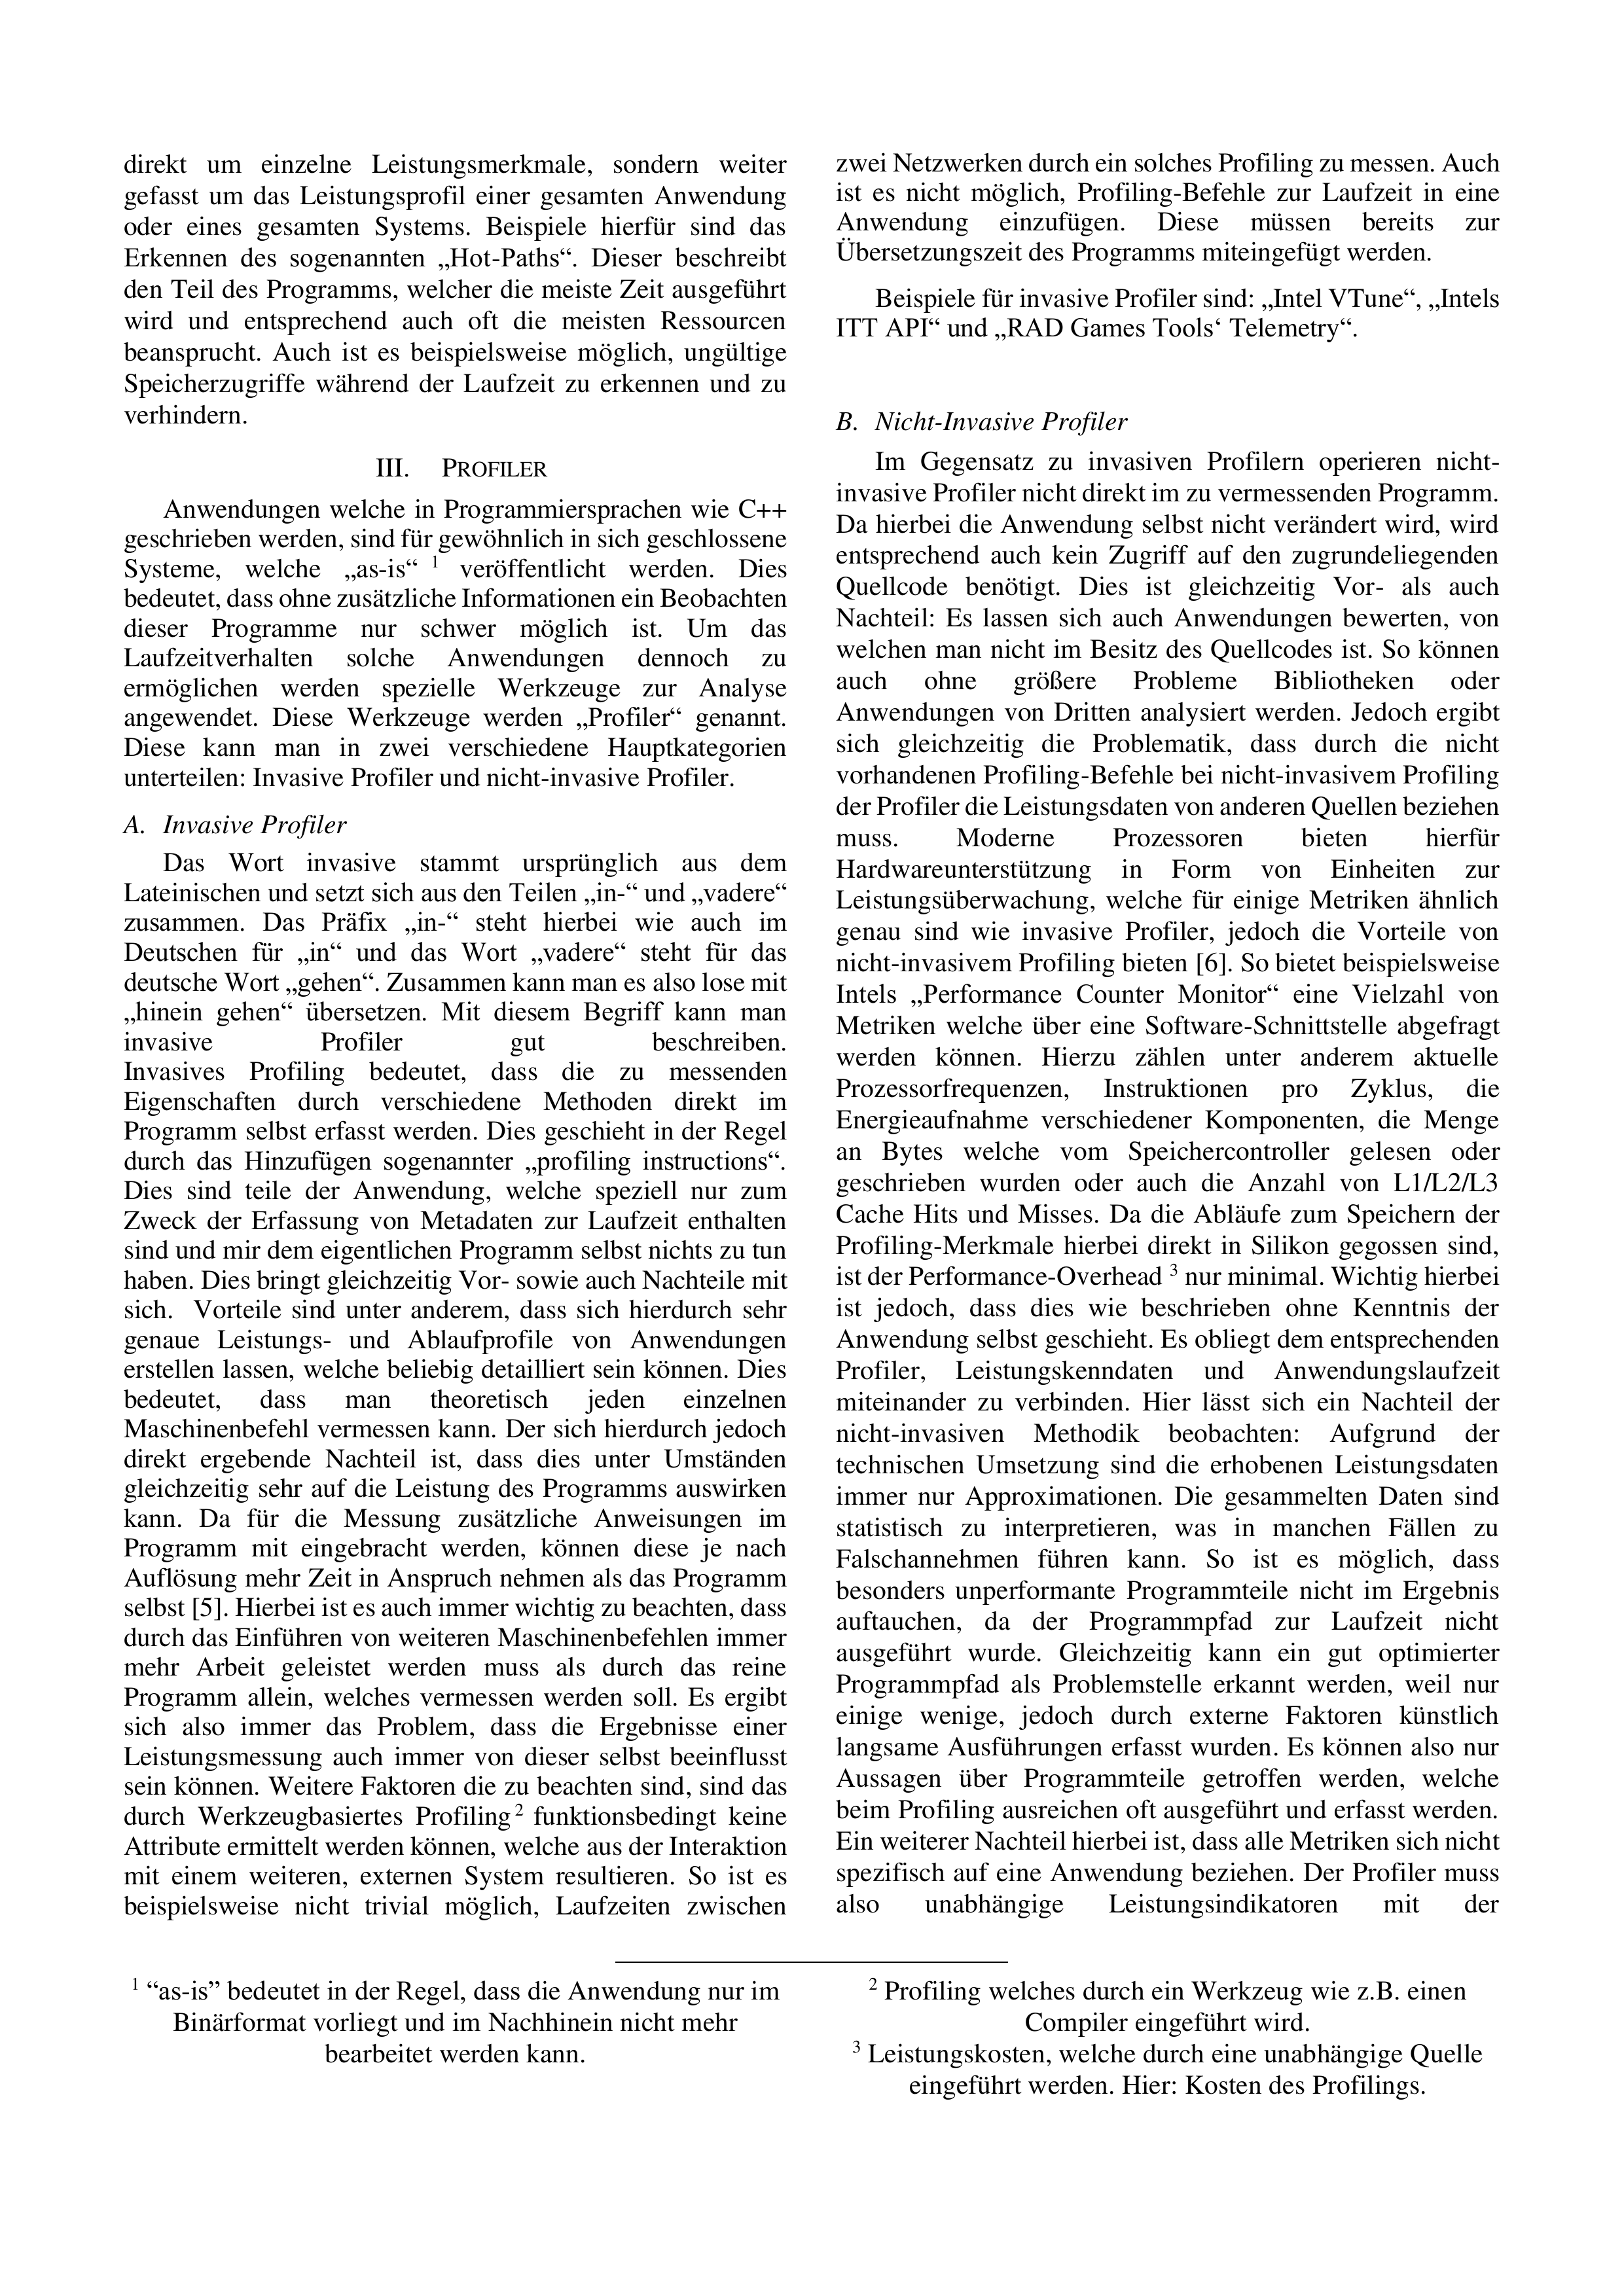 direkt um einzelne Leistungsmerkmale, sondern weiter
gefasst um das Leistungsprofil einer gesamten Anwendung
oder eines gesamten Systems. Beispiele hierfür sind das
Erkennen des sogenannten „Hot-Paths“. Dieser beschreibt
den Teil des Programms, welcher die meiste Zeit ausgeführt
wird und entsprechend auch oft die meisten Ressourcen
beansprucht. Auch ist es beispielsweise möglich, ungültige
Speicherzugriffe während der Laufzeit zu erkennen und zu
verhindern.
III. PROFILER
Anwendungen welche in Programmiersprachen wie C++
geschrieben werden, sind für gewöhnlich in sich geschlossene
Systeme, welche „as-is“ 1 veröffentlicht werden. Dies
bedeutet, dass ohne zusätzliche Informationen ein Beobachten
dieser Programme nur schwer möglich ist. Um das
Laufzeitverhalten solche Anwendungen dennoch zu
ermöglichen werden spezielle Werkzeuge zur Analyse
angewendet. Diese Werkzeuge werden „Profiler“ genannt.
Diese kann man in zwei verschiedene Hauptkategorien
unterteilen: Invasive Profiler und nicht-invasive Profiler.
A. Invasive Profiler
Das Wort invasive stammt ursprünglich aus dem
Lateinischen und setzt sich aus den Teilen „in-“ und „vadere“
zusammen. Das Präfix „in-“ steht hierbei wie auch im
Deutschen für „in“ und das Wort „vadere“ steht für das
deutsche Wort „gehen“. Zusammen kann man es also lose mit
„hinein gehen“ übersetzen. Mit diesem Begriff kann man
invasive Profiler gut beschreiben.
Invasives Profiling bedeutet, dass die zu messenden
Eigenschaften durch verschiedene Methoden direkt im
Programm selbst erfasst werden. Dies geschieht in der Regel
durch das Hinzufügen sogenannter „profiling instructions“.
Dies sind teile der Anwendung, welche speziell nur zum
Zweck der Erfassung von Metadaten zur Laufzeit enthalten
sind und mir dem eigentlichen Programm selbst nichts zu tun
haben. Dies bringt gleichzeitig Vor- sowie auch Nachteile mit
sich. Vorteile sind unter anderem, dass sich hierdurch sehr
genaue Leistungs- und Ablaufprofile von Anwendungen
erstellen lassen, welche beliebig detailliert sein können. Dies
bedeutet, dass man theoretisch jeden einzelnen
Maschinenbefehl vermessen kann. Der sich hierdurch jedoch
direkt ergebende Nachteil ist, dass dies unter Umständen
gleichzeitig sehr auf die Leistung des Programms auswirken
kann. Da für die Messung zusätzliche Anweisungen im
Programm mit eingebracht werden, können diese je nach
Auflösung mehr Zeit in Anspruch nehmen als das Programm
selbst [5]. Hierbei ist es auch immer wichtig zu beachten, dass
durch das Einführen von weiteren Maschinenbefehlen immer
mehr Arbeit geleistet werden muss als durch das reine
Programm allein, welches vermessen werden soll. Es ergibt
sich also immer das Problem, dass die Ergebnisse einer
Leistungsmessung auch immer von dieser selbst beeinflusst
sein können. Weitere Faktoren die zu beachten sind, sind das
durch Werkzeugbasiertes Profiling 2 funktionsbedingt keine
Attribute ermittelt werden können, welche aus der Interaktion
mit einem weiteren, externen System resultieren. So ist es
beispielsweise nicht trivial möglich, Laufzeiten zwischen
zwei Netzwerken durch ein solches Profiling zu messen. Auch
ist es nicht möglich, Profiling-Befehle zur Laufzeit in eine
Anwendung einzufügen. Diese müssen bereits zur
Übersetzungszeit des Programms miteingefügt werden.
Beispiele für invasive Profiler sind: „Intel VTune“, „Intels
ITT API“ und „RAD Games Tools‘ Telemetry“.
B. Nicht-Invasive Profiler
Im Gegensatz zu invasiven Profilern operieren nicht-
invasive Profiler nicht direkt im zu vermessenden Programm.
Da hierbei die Anwendung selbst nicht verändert wird, wird
entsprechend auch kein Zugriff auf den zugrundeliegenden
Quellcode benötigt. Dies ist gleichzeitig Vor- als auch
Nachteil: Es lassen sich auch Anwendungen bewerten, von
welchen man nicht im Besitz des Quellcodes ist. So können
auch ohne größere Probleme Bibliotheken oder
Anwendungen von Dritten analysiert werden. Jedoch ergibt
sich gleichzeitig die Problematik, dass durch die nicht
vorhandenen Profiling-Befehle bei nicht-invasivem Profiling
der Profiler die Leistungsdaten von anderen Quellen beziehen
muss. Moderne Prozessoren bieten hierfür
Hardwareunterstützung in Form von Einheiten zur
Leistungsüberwachung, welche für einige Metriken ähnlich
genau sind wie invasive Profiler, jedoch die Vorteile von
nicht-invasivem Profiling bieten [6]. So bietet beispielsweise
Intels „Performance Counter Monitor“ eine Vielzahl von
Metriken welche über eine Software-Schnittstelle abgefragt
werden können. Hierzu zählen unter anderem aktuelle
Prozessorfrequenzen, Instruktionen pro Zyklus, die
Energieaufnahme verschiedener Komponenten, die Menge
an Bytes welche vom Speichercontroller gelesen oder
geschrieben wurden oder auch die Anzahl von L1/L2/L3
Cache Hits und Misses. Da die Abläufe zum Speichern der
Profiling-Merkmale hierbei direkt in Silikon gegossen sind,
ist der Performance-Overhead 3 nur minimal. Wichtig hierbei
ist jedoch, dass dies wie beschrieben ohne Kenntnis der
Anwendung selbst geschieht. Es obliegt dem entsprechenden
Profiler, Leistungskenndaten und Anwendungslaufzeit
miteinander zu verbinden. Hier lässt sich ein Nachteil der
nicht-invasiven Methodik beobachten: Aufgrund der
technischen Umsetzung sind die erhobenen Leistungsdaten
immer nur Approximationen. Die gesammelten Daten sind
statistisch zu interpretieren, was in manchen Fällen zu
Falschannehmen führen kann. So ist es möglich, dass
besonders unperformante Programmteile nicht im Ergebnis
auftauchen, da der Programmpfad zur Laufzeit nicht
ausgeführt wurde. Gleichzeitig kann ein gut optimierter
Programmpfad als Problemstelle erkannt werden, weil nur
einige wenige, jedoch durch externe Faktoren künstlich
langsame Ausführungen erfasst wurden. Es können also nur
Aussagen über Programmteile getroffen werden, welche
beim Profiling ausreichen oft ausgeführt und erfasst werden.
Ein weiterer Nachteil hierbei ist, dass alle Metriken sich nicht
spezifisch auf eine Anwendung beziehen. Der Profiler muss
also unabhängige Leistungsindikatoren mit der
1 “as-is” bedeutet in der Regel, dass die Anwendung nur im
Binärformat vorliegt und im Nachhinein nicht mehr
bearbeitet werden kann.
2 Profiling welches durch ein Werkzeug wie z.B. einen
Compiler eingeführt wird.
3 Leistungskosten, welche durch eine unabhängige Quelle
eingeführt werden. Hier: Kosten des Profilings.